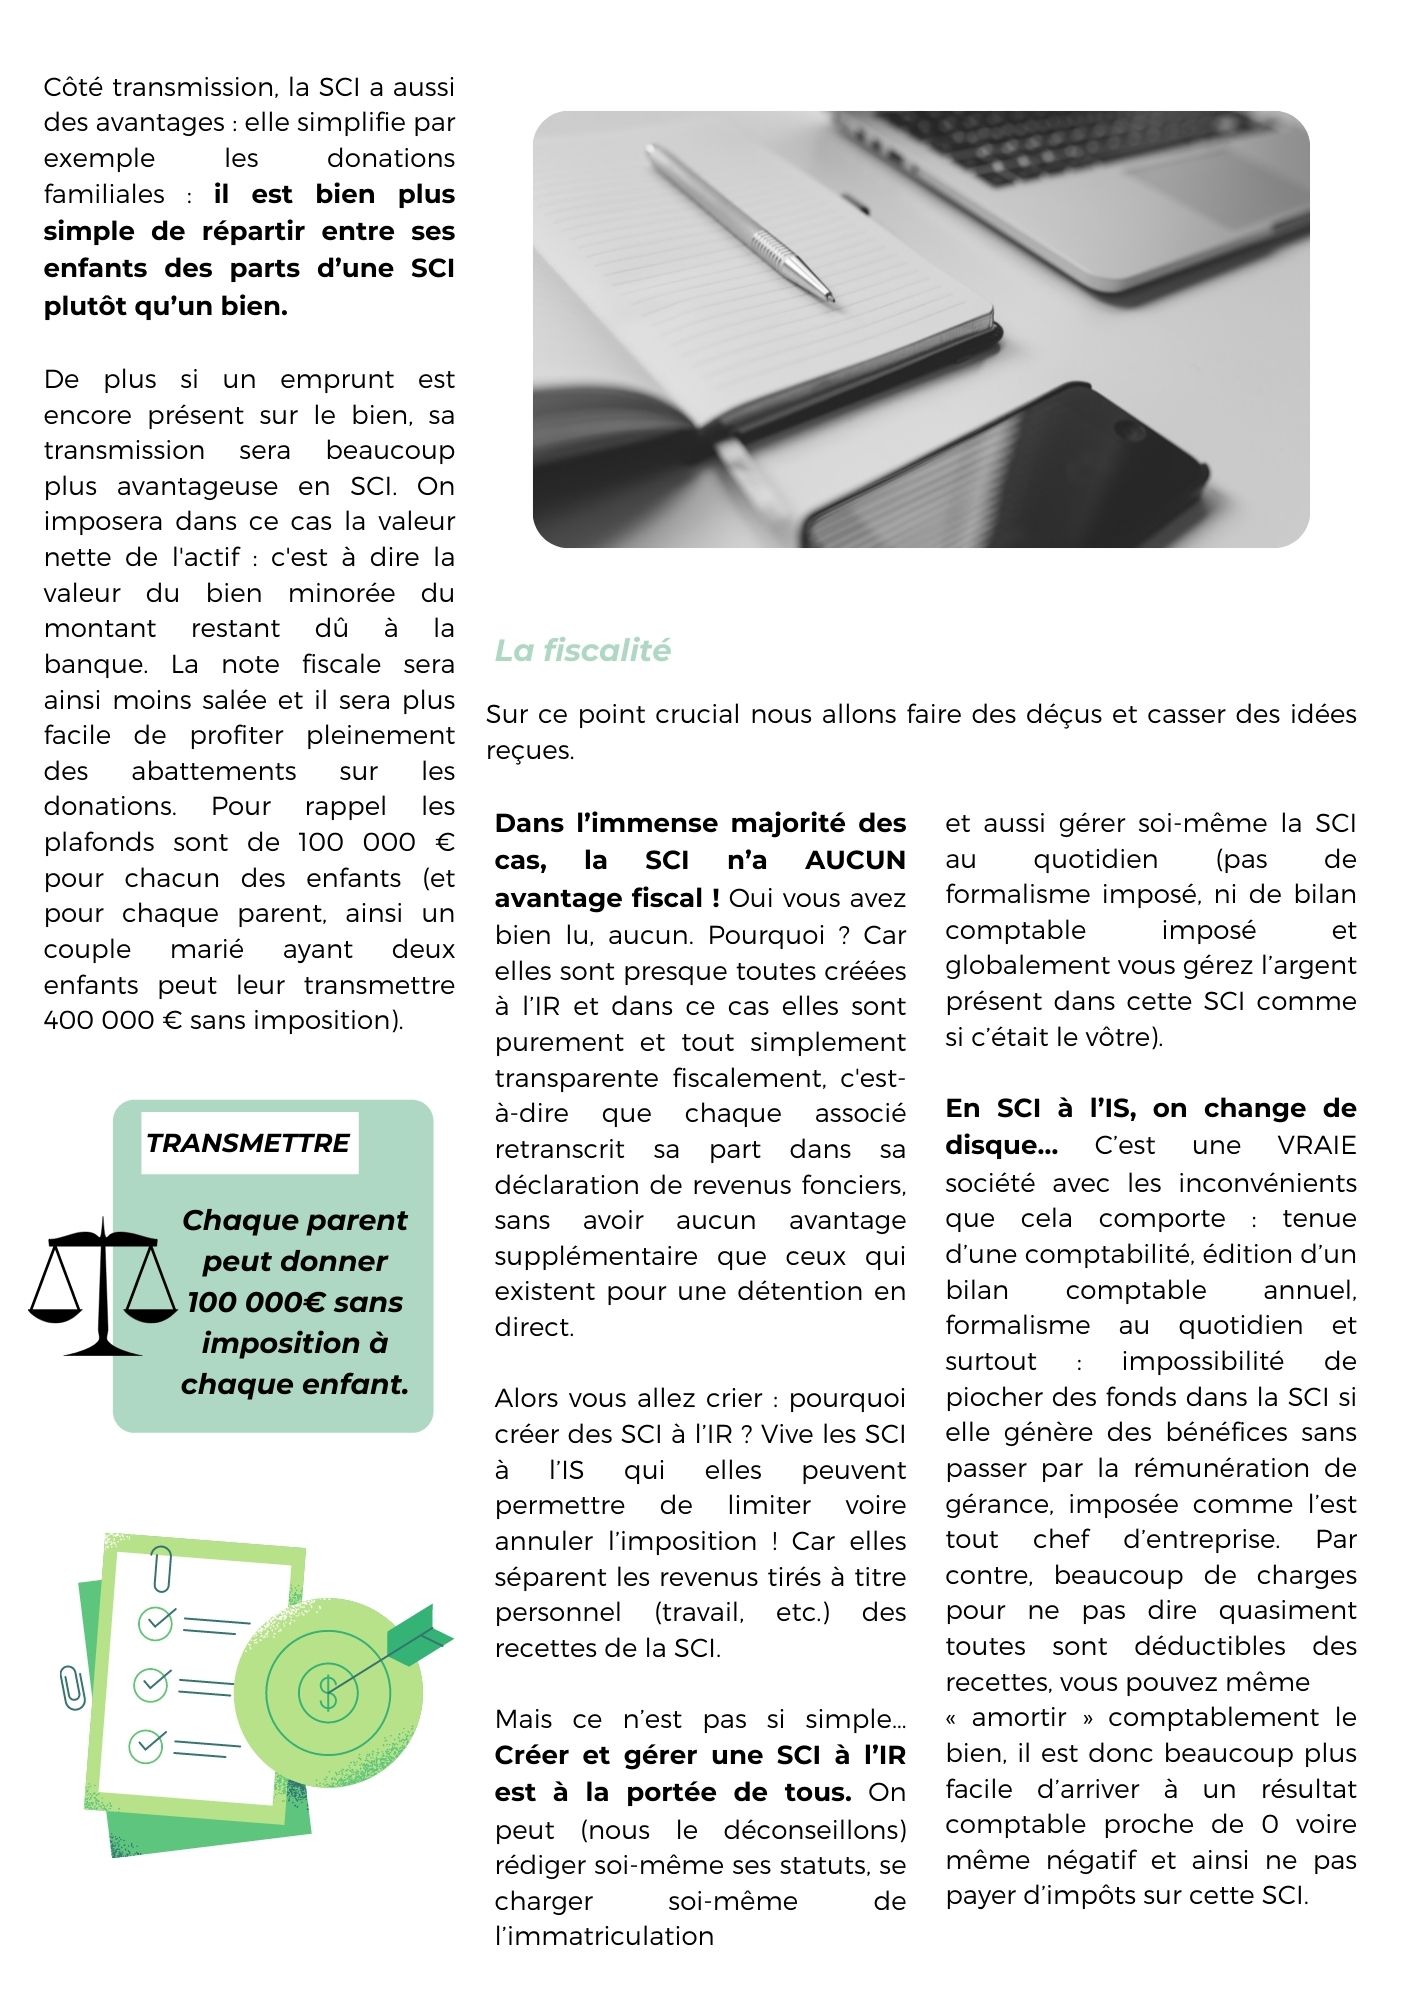 Côté transmission, la SCI a aussi
des avantages : elle simplifie par
exemple les donations
familiales : il est bien plus
simple de répartir entre ses
enfants des parts d’une SCI
plutôt qu’un bien.
De plus si un emprunt est
encore présent sur le bien, sa
transmission sera beaucoup
plus avantageuse en SCI. On
imposera dans ce cas la valeur
nette de l'actif : c'est à dire la
valeur du bien minorée du
montant restant dû à la
banque. La note fiscale sera
ainsi moins salée et il sera plus
facile de profiter pleinement
des abattements sur les
donations. Pour rappel les
plafonds sont de 100 000 €
pour chacun des enfants (et
pour chaque parent, ainsi un
couple marié ayant deux
enfants peut leur transmettre
400 000 € sans imposition).
TRANSMETTRE
Chaque parent
peut donner
100 000€ sans
imposition à
chaque enfant.
$
La fiscalité
Sur ce point crucial nous allons faire des déçus et casser des idées
reçues.
Dans l’immense majorité des
cas, la SCI n’a AUCUN
avantage fiscal ! Oui vous avez
bien lu, aucun. Pourquoi ? Car
elles sont presque toutes créées
à l’IR et dans ce cas elles sont
purement et tout simplement
transparente fiscalement, c'est-
à-dire que chaque associé
retranscrit sa part dans sa
déclaration de revenus fonciers,
sans avoir aucun avantage
supplémentaire que ceux qui
existent pour une détention en
direct.
Alors vous allez crier : pourquoi
créer des SCI à l’IR ? Vive les SCI
à l’IS qui elles peuvent
permettre de limiter voire
annuler l’imposition ! Car elles
séparent les revenus tirés à titre
personnel (travail, etc.) des
recettes de la SCI.
Mais ce n’est pas si simple…
Créer et gérer une SCI à l’IR
est à la portée de tous. On
peut (nous le déconseillons)
rédiger soi-même ses statuts, se
charger soi-même de
l’immatriculation
et aussi gérer soi-même la SCI
au quotidien (pas de
formalisme imposé, ni de bilan
comptable imposé et
globalement vous gérez l’argent
présent dans cette SCI comme
si c’était le vôtre).
En SCI à l’IS, on change de
disque… C’est une VRAIE
société avec les inconvénients
que cela comporte : tenue
d’une comptabilité, édition d’un
bilan comptable annuel,
formalisme au quotidien et
surtout : impossibilité de
piocher des fonds dans la SCI si
elle génère des bénéfices sans
passer par la rémunération de
gérance, imposée comme l’est
tout chef d’entreprise. Par
contre, beaucoup de charges
pour ne pas dire quasiment
toutes sont déductibles des
recettes, vous pouvez même
« amortir » comptablement le
bien, il est donc beaucoup plus
facile d’arriver à un résultat
comptable proche de 0 voire
même négatif et ainsi ne pas
payer d’impôts sur cette SCI.